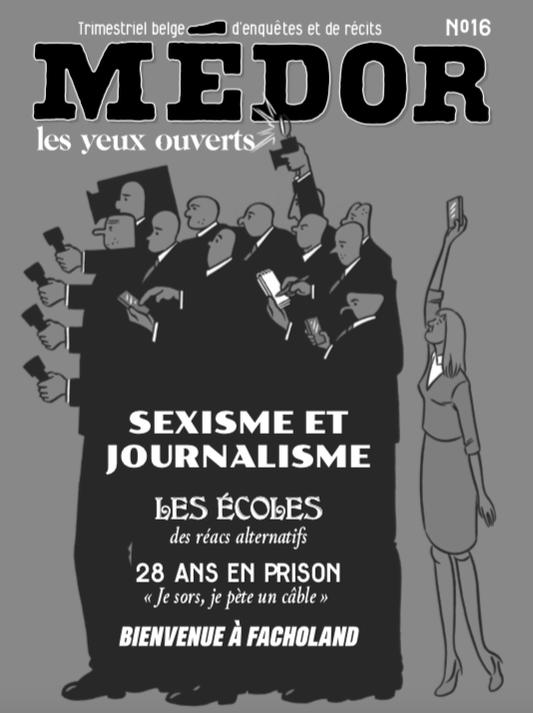 Trimestriel belge d'enquêtes et de récits
Nº16
MÉDOR
les yeux ouverts
SEXISME ET
JOURNALISME
LES ÉCOLES
des réacs alternatifs
28 ANS EN PRISON
« Je sors, je pète un câble »
BIENVENUE À FACHOLAND